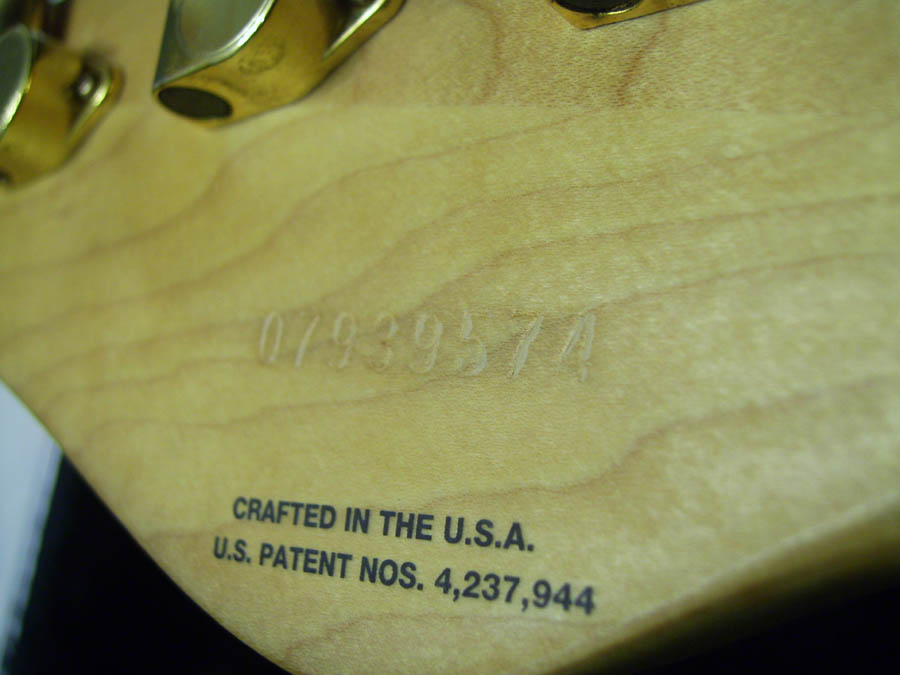 07939574
CRAFTED IN THE U.S.A.
U.S. PATENT NOS. 4,237,944